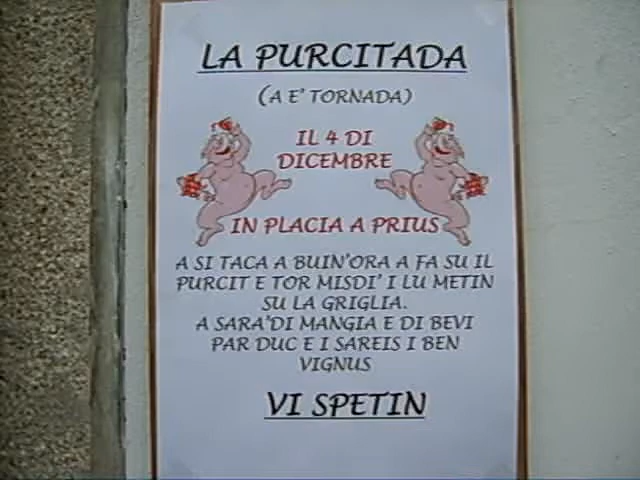 LA PURCITADA
(A E' TORNADA)
IL 4 DI
DICEMBRE
IN PLACIA A PRIUS
A SI TACA A BUIN'ORA A FA SU IL
PURCIT E TOR MISDI' I LU METIN
SU LA GRIGLIA.
A SARA'DI MANGIA E DI BEVI
PAR DUC E I SAREIS I BEN
VIGNUS
VI SPETIN